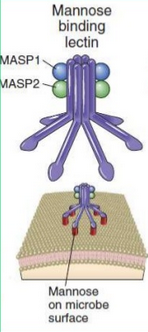 Mannose
binding
lectin
MASP1
MASP2
Mannose
on microbe
surface